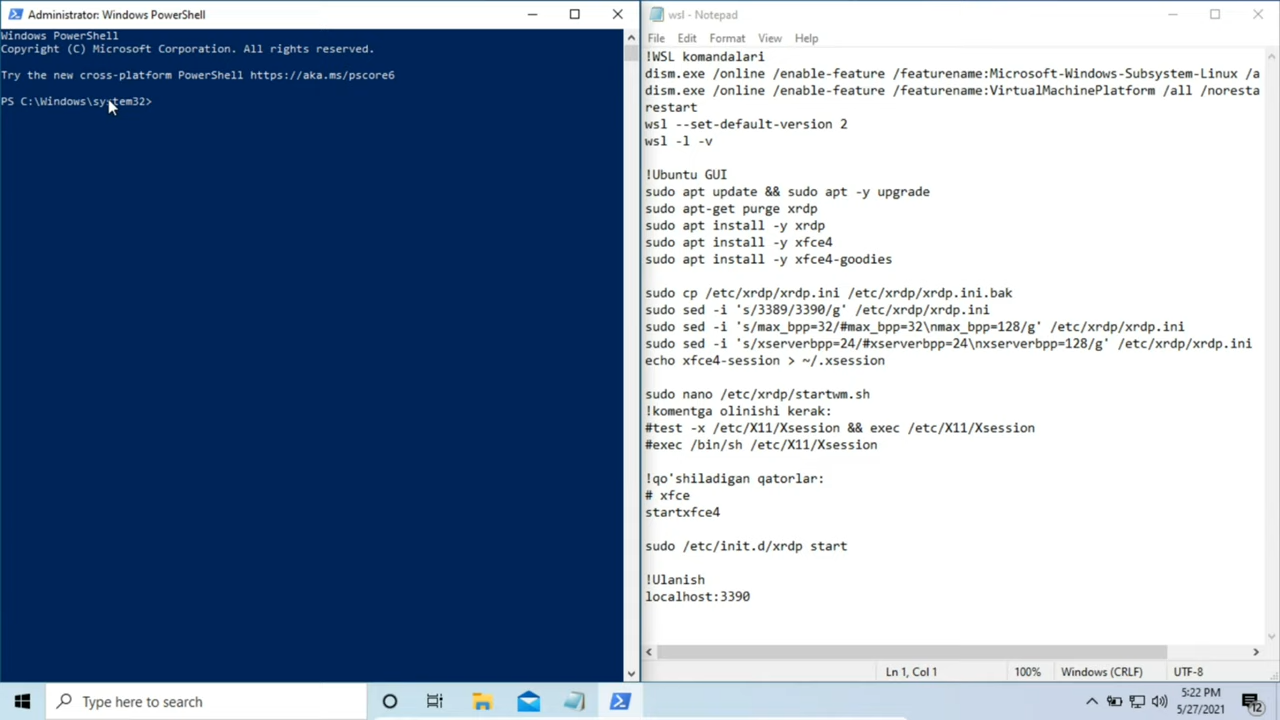 Administrator: Windows PowerShell
Windows PowerShell
Copyright (C) Microsoft Corporation. All rights reserved.
Try the new cross-platform PowerShell https://aka.ms/pscore6
PS C:\Windows\system32>
wsl - Notepad
File Edit Format View Help
!WSL komandalari
dism.exe /online /enable-feature /featurename:Microsoft-Windows-Subsystem-Linux /a
dism.exe /online /enable-feature /featurename:VirtualMachinePlatform /all /noresta
restart
wsl --set-default-version 2
wsl -l -v
!Ubuntu GUI
sudo apt update && sudo apt -y upgrade
sudo apt-get purge xrdp
sudo apt install -y xrdp
sudo apt install -y xfce4
sudo apt install -y xfce4-goodies
sudo cp /etc/xrdp/xrdp.ini /etc/xrdp/xrdp.ini.bak
sudo sed -i 's/3389/3390/g' /etc/xrdp/xrdp.ini
sudo sed -i 's/max_bpp=32/#max_bpp=32\nmax_bpp=128/g' /etc/xrdp/xrdp.ini
sudo sed -i 's/xserverbpp=24/#xserverbpp=24\nxserverbpp=128/g' /etc/xrdp/xrdp.ini
echo xfce4-session > ~/.xsession
sudo nano /etc/xrdp/startwm.sh
!komentga olinishi kerak:
#test -x /etc/X11/Xsession && exec /etc/X11/Xsession
#exec /bin/sh /etc/X11/Xsession
!qo'shiladigan qatorlar:
# xfce
startxfce4
sudo /etc/init.d/xrdp start
!Ulanish
localhost:3390
Ln 1, Col 1 100% Windows (CRLF) UTF-8
Type here to search
5:22 PM
5/27/2021
12